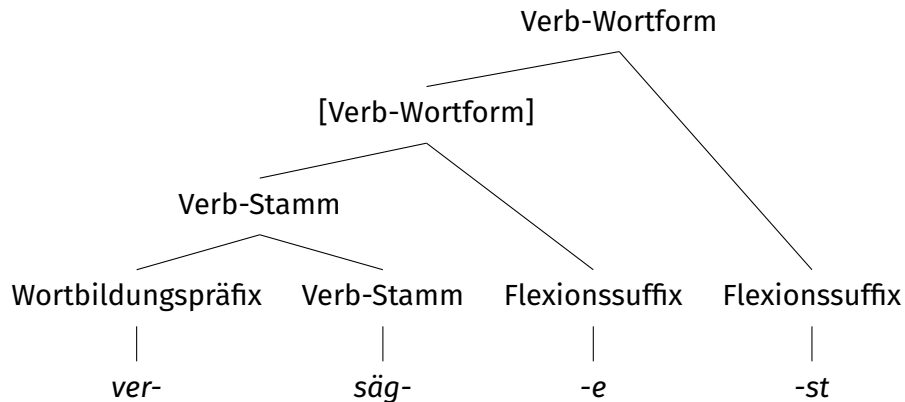 Verb-Wortform
[Verb-Wortform]
Verb-Stamm
Wortbildungspräfix Verb-Stamm Flexionssuffix Flexionssuffix
ver- säg- -e -st